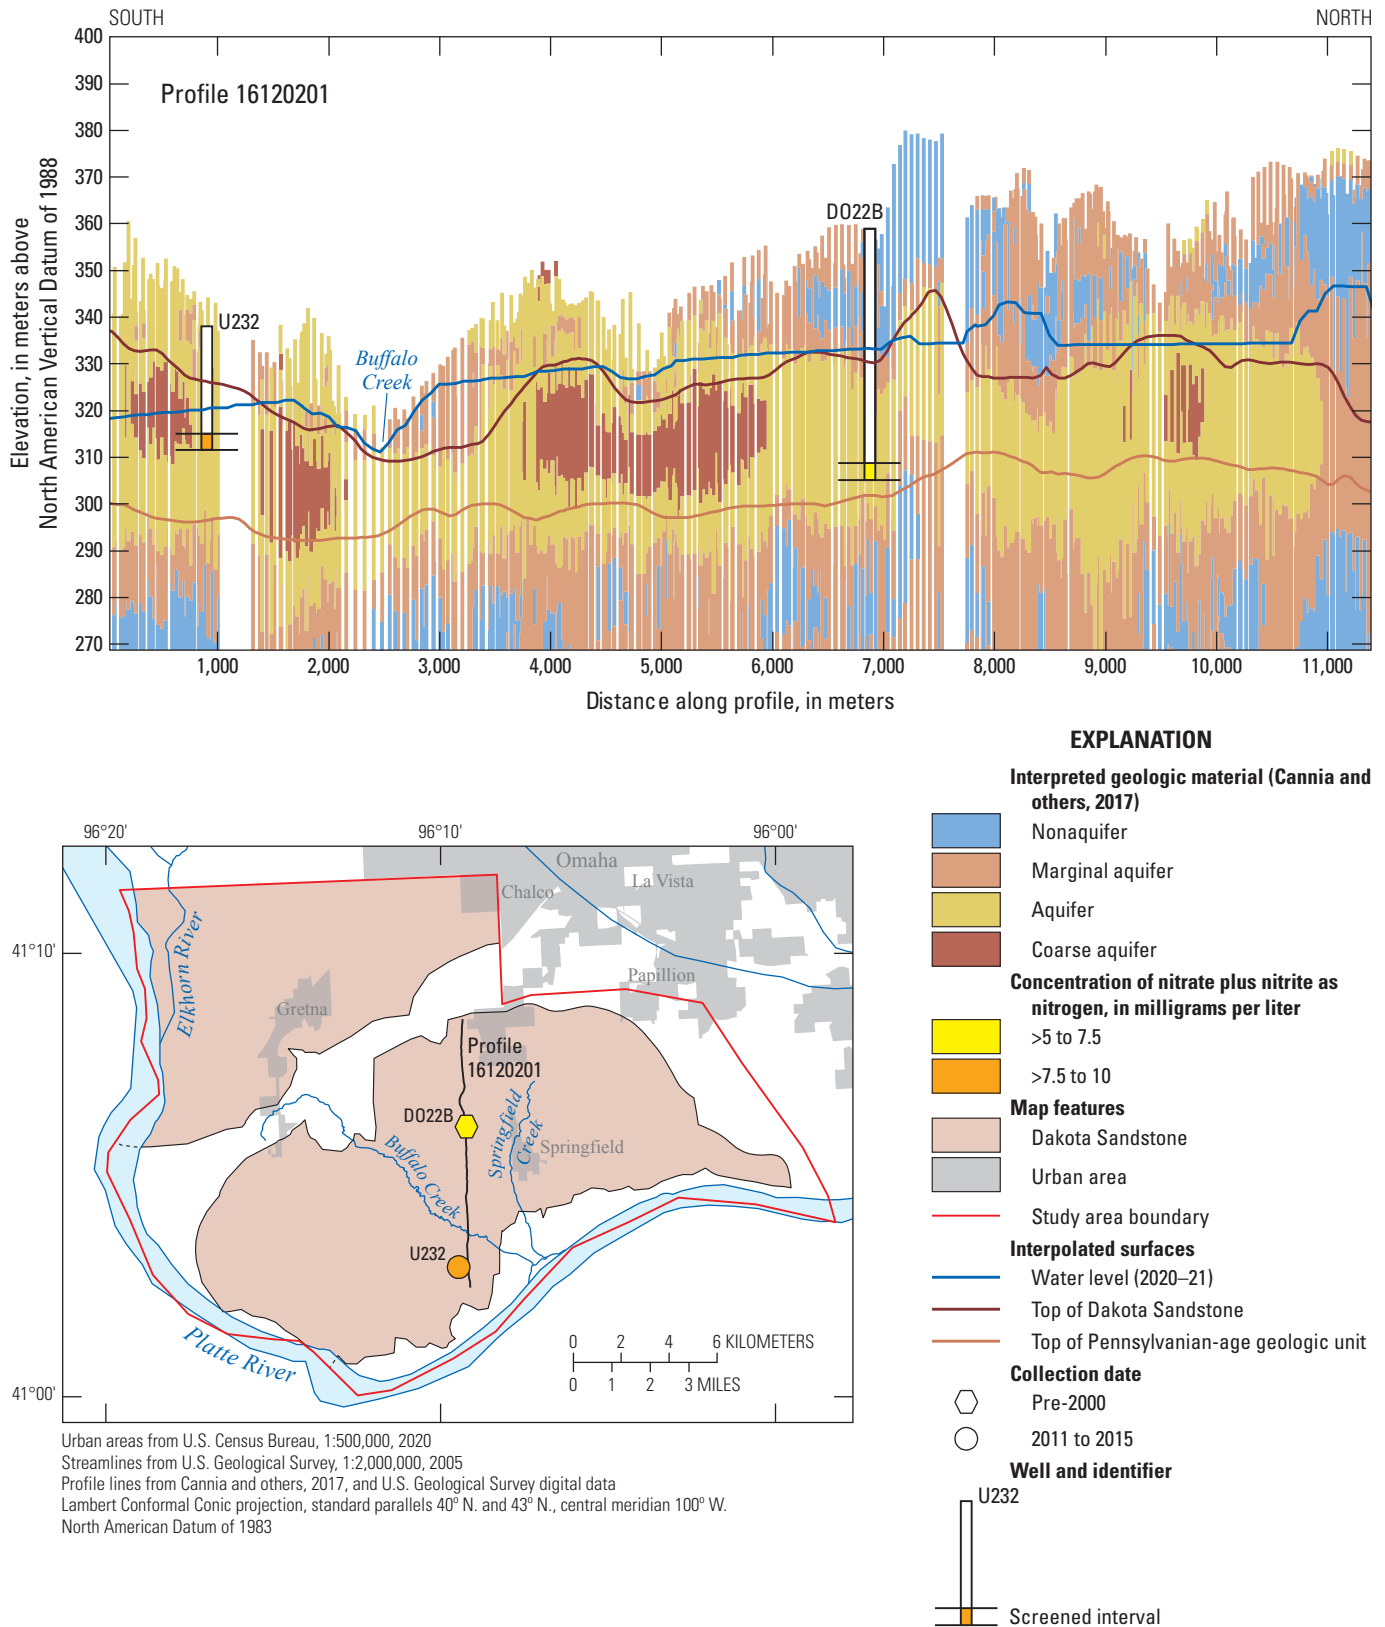 SOUTH
NORTH
400
390
380
370
360
350
340
330
320
310
300
290
280
270
Elevation, in meters above
North American Vertical Datum of 1988
Profile 16120201
U232
Buffalo
Creek
DO22B
1,000
2,000
3,000
4,000
5,000
6,000
7,000
8,000
9,000
10,000
11,000
Distance along profile, in meters
96°20'
96°10'
96°00'
41°10'
41°00'
Omaha
La Vista
Chalco
Papillion
Elkhorn River
Gretna
Profile
16120201
DO22B
Springfield
Creek
Springfield
Buffalo Creek
U232
Platte River
0 2 4 6 KILOMETERS
0 1 2 3 MILES
Urban areas from U.S. Census Bureau, 1:500,000, 2020
Streamlines from U.S. Geological Survey, 1:2,000,000, 2005
Profile lines from Cannia and others, 2017, and U.S. Geological Survey digital data
Lambert Conformal Conic projection, standard parallels 40° N. and 43° N., central meridian 100° W.
North American Datum of 1983
EXPLANATION
Interpreted geologic material (Cannia and
others, 2017)
Nonaquifer
Marginal aquifer
Aquifer
Coarse aquifer
Concentration of nitrate plus nitrite as
nitrogen, in milligrams per liter
>5 to 7.5
>7.5 to 10
Map features
Dakota Sandstone
Urban area
Study area boundary
Interpolated surfaces
Water level (2020–21)
Top of Dakota Sandstone
Top of Pennsylvanian-age geologic unit
Collection date
Pre-2000
2011 to 2015
Well and identifier
U232
Screened interval